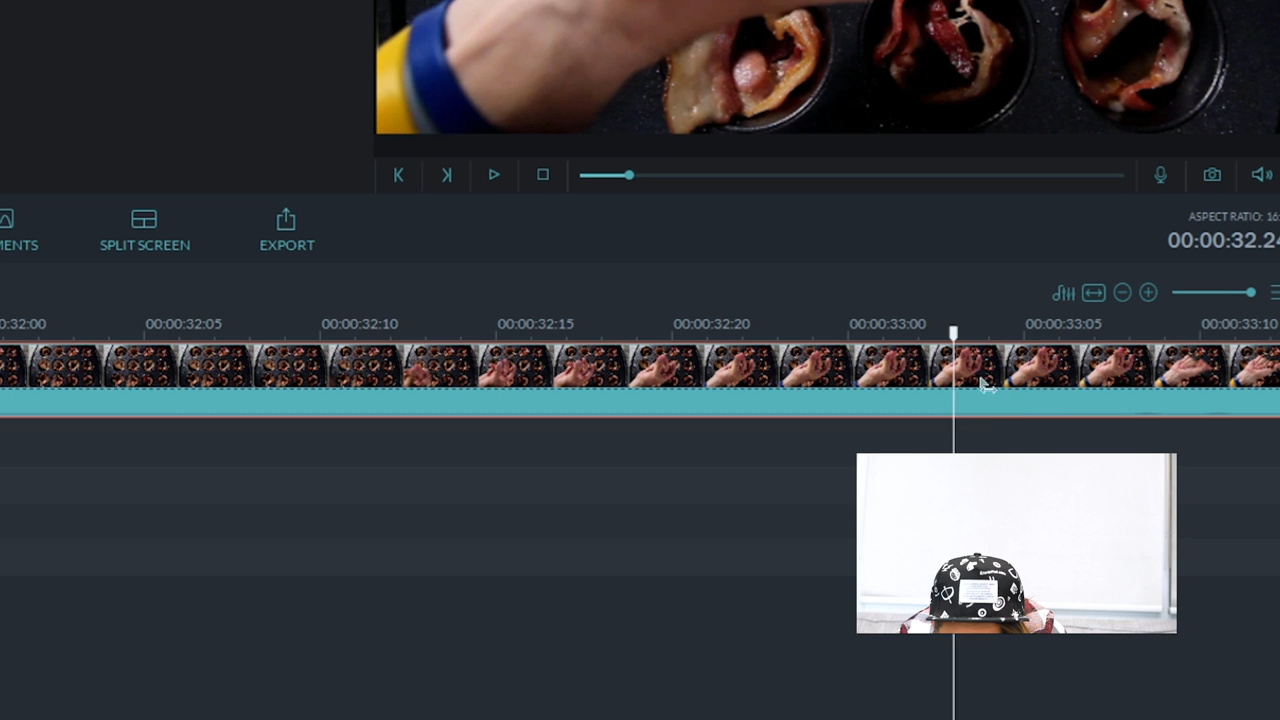 MENTS
SPLIT SCREEN
EXPORT
ASPECT RATIO: 16:
00:00:32.24
0:32:00
00:00:32:05
00:00:32:10
00:00:32:15
00:00:32:20
00:00:33:00
00:00:33:05
00:00:33:10